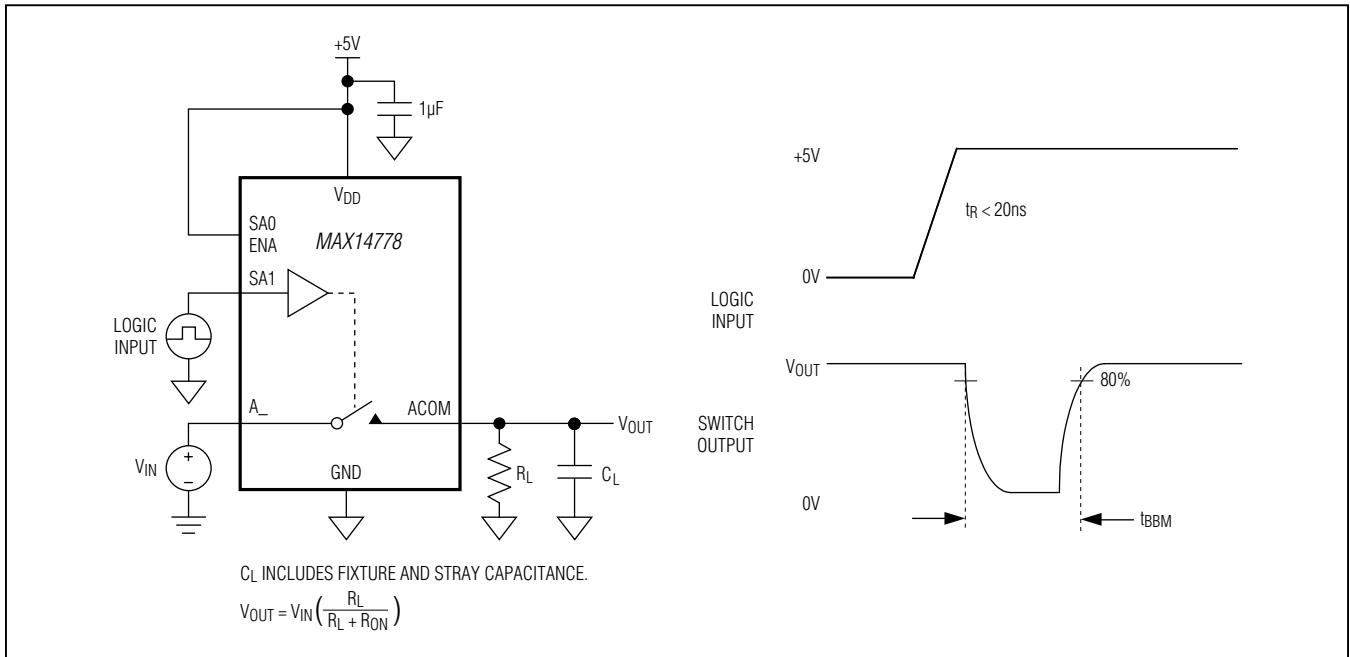 +5V
1µF
VDD
SA0
ENA
MAX14778
SA1
LOGIC
INPUT
A_
ACOM
VOUT
VIN
+
−
GND
RL
CL
CL INCLUDES FIXTURE AND STRAY CAPACITANCE.
VOUT = VIN(RL / RL + RON)
+5V
tR < 20ns
0V
LOGIC
INPUT
VOUT
80%
SWITCH
OUTPUT
0V
tBBM